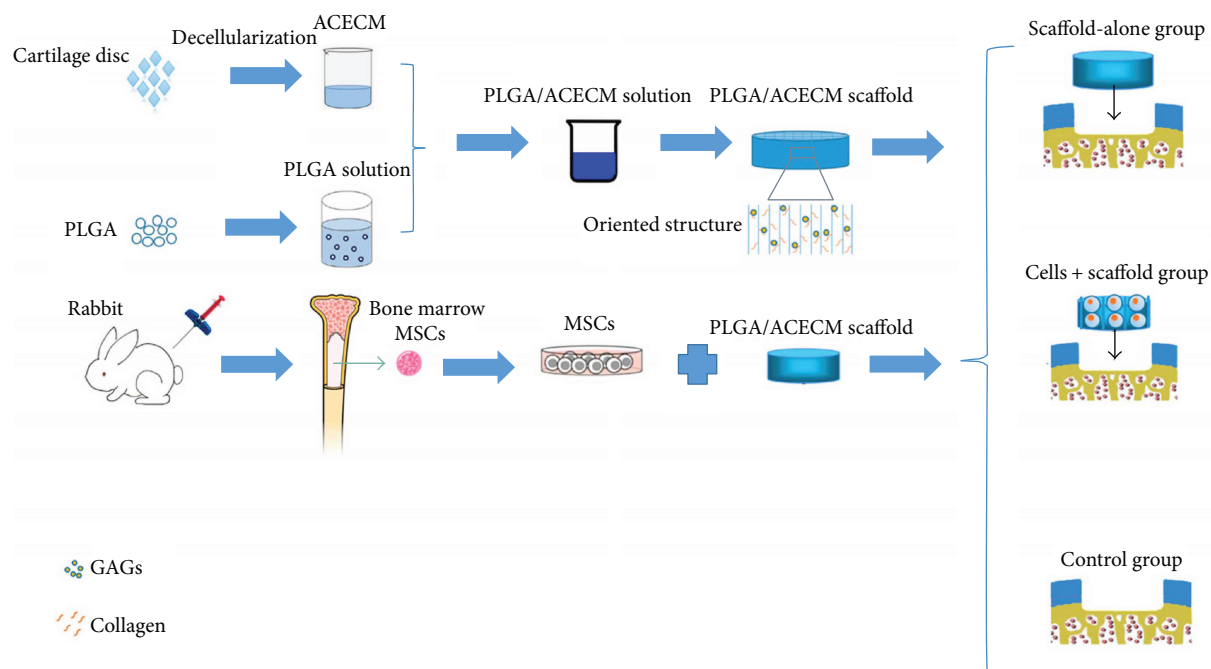 Cartilage disc
Decellularization
ACECM
PLGA
PLGA solution
PLGA/ACECM solution
PLGA/ACECM scaffold
Oriented structure
Rabbit
Bone marrow
MSCs
MSCs
PLGA/ACECM scaffold
Scaffold-alone group
Cells + scaffold group
Control group
GAGs
Collagen